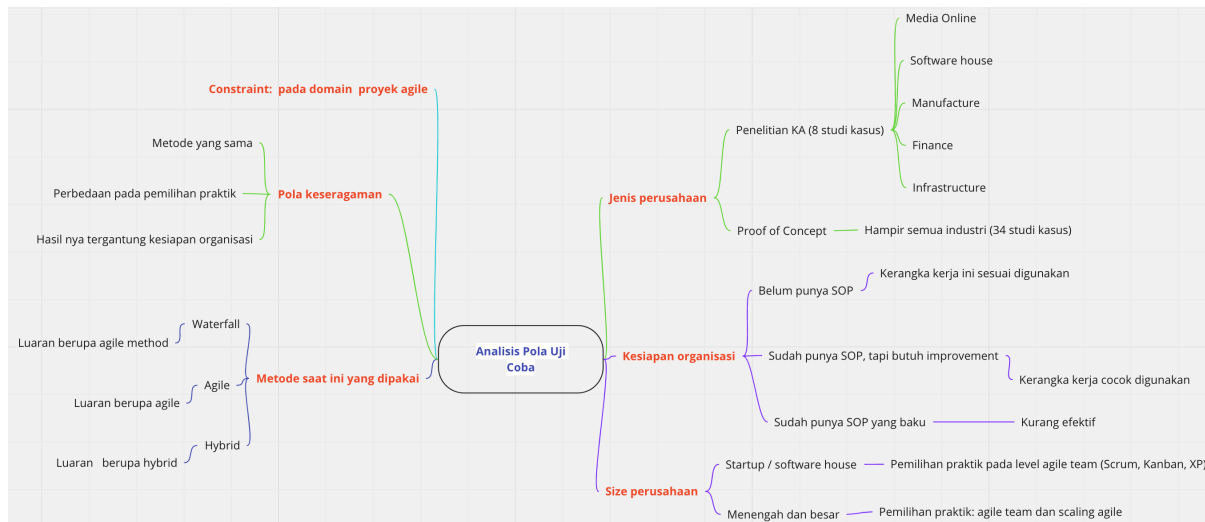 Constraint:  pada domain  proyek agile
Metode yang sama
Perbedaan pada pemilihan praktik
Hasil nya tergantung kesiapan organisasi
Pola keseragaman
Waterfall
Luaran berupa agile method
Agile
Luaran berupa agile
Hybrid
Luaran   berupa hybrid
Metode saat ini yang dipakai
Analisis Pola Uji
Coba
Jenis perusahaan
Penelitian KA (8 studi kasus)
Media Online
Software house
Manufacture
Finance
Infrastructure
Proof of Concept
Hampir semua industri (34 studi kasus)
Kesiapan organisasi
Belum punya SOP
Kerangka kerja ini sesuai digunakan
Sudah punya SOP, tapi butuh improvement
Kerangka kerja cocok digunakan
Sudah punya SOP yang baku
Kurang efektif
Size perusahaan
Startup / software house
Pemilihan praktik pada level agile team (Scrum, Kanban, XP)
Menengah dan besar
Pemilihan praktik: agile team dan scaling agile